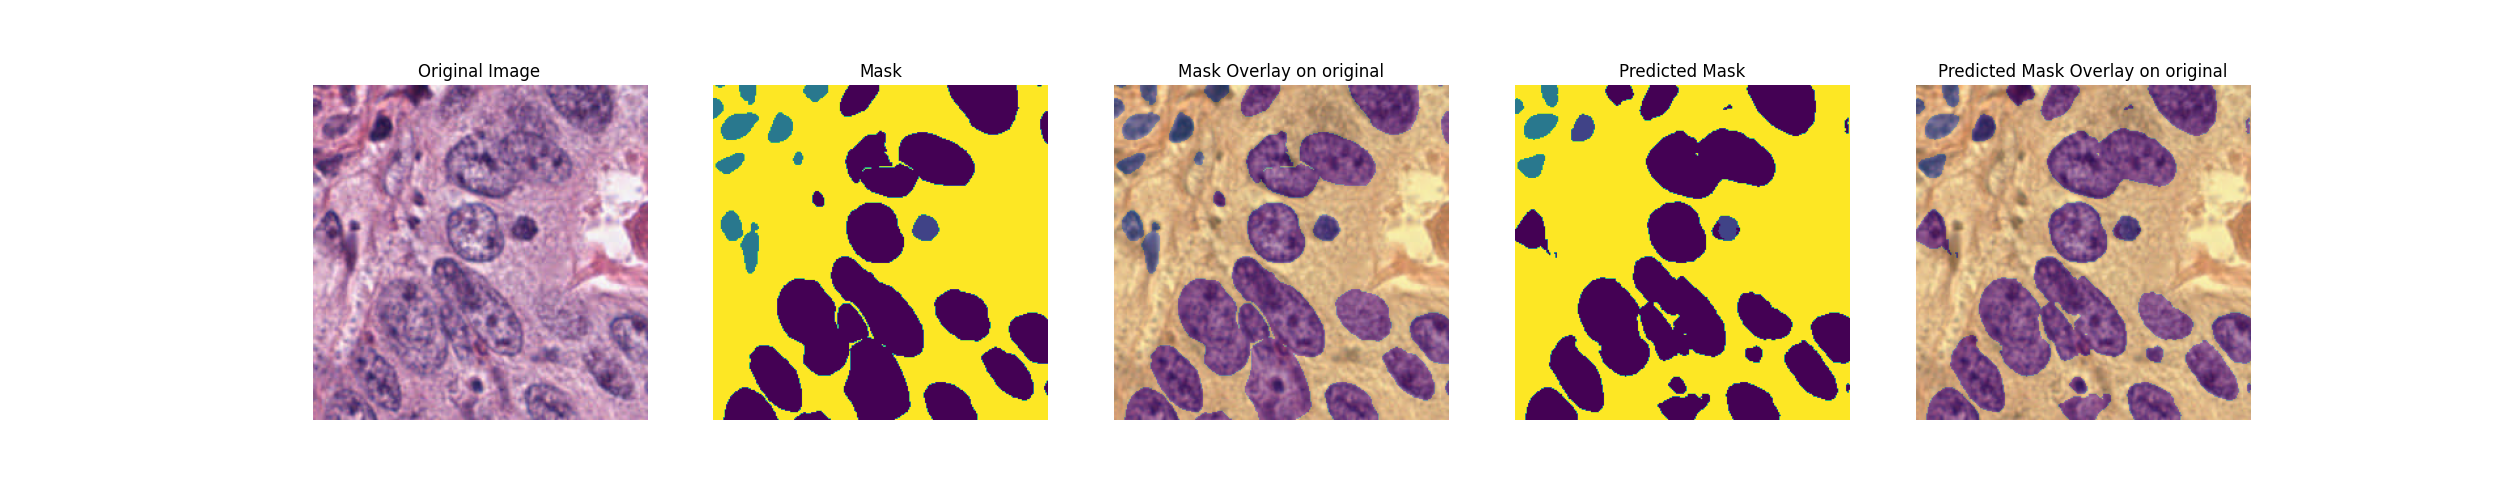 Original Image
Mask
Mask Overlay on original
Predicted Mask
Predicted Mask Overlay on original